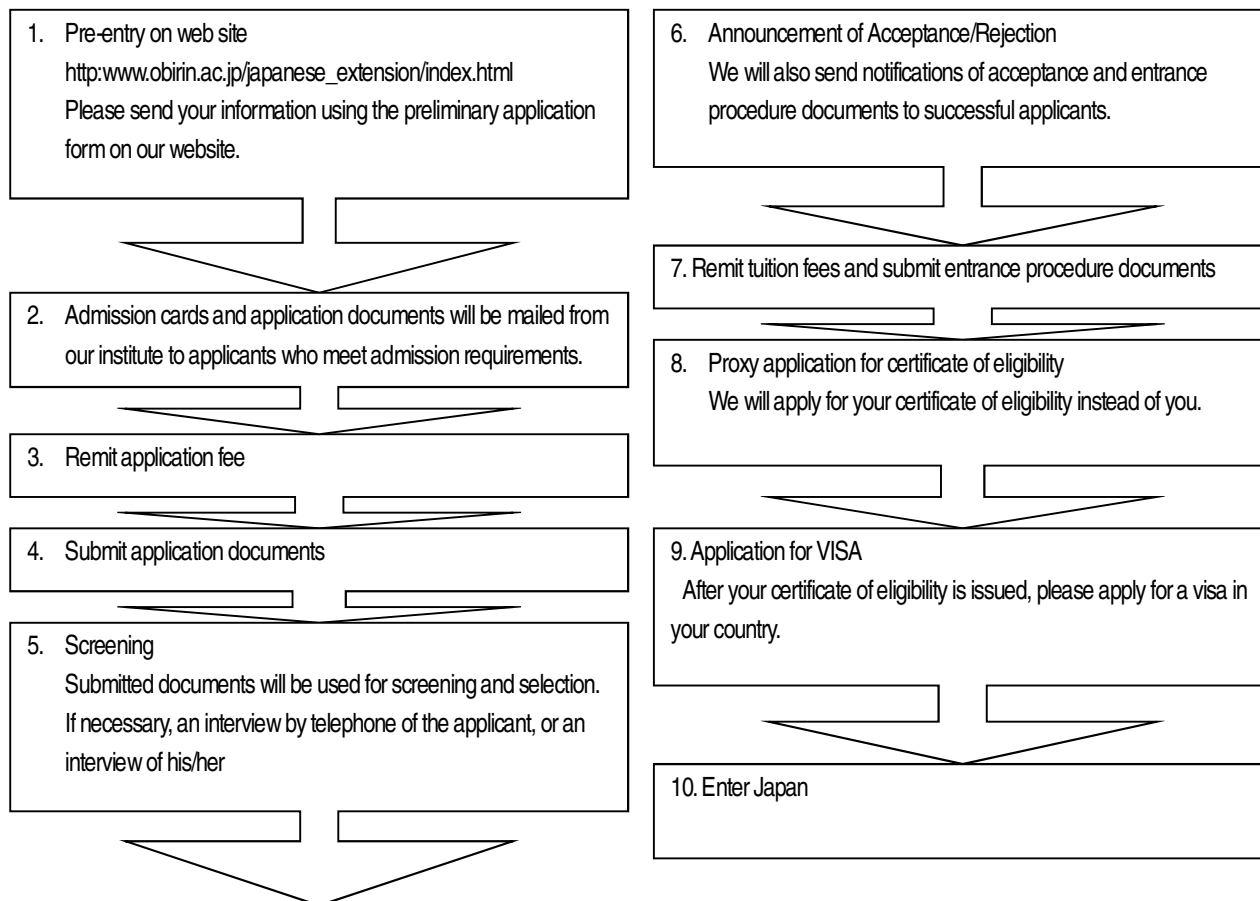 1. Pre-entry on web site
http:www.obirin.ac.jp/japanese_extension/index.html
Please send your information using the preliminary application
form on our website.
2. Admission cards and application documents will be mailed from
our institute to applicants who meet admission requirements.
3. Remit application fee
4. Submit application documents
5. Screening
Submitted documents will be used for screening and selection.
If necessary, an interview by telephone of the applicant, or an
interview of his/her
6. Announcement of Acceptance/Rejection
We will also send notifications of acceptance and entrance
procedure documents to successful applicants.
7. Remit tuition fees and submit entrance procedure documents
8. Proxy application for certificate of eligibility
We will apply for your certificate of eligibility instead of you.
9. Application for VISA
After your certificate of eligibility is issued, please apply for a visa in
your country.
10. Enter Japan